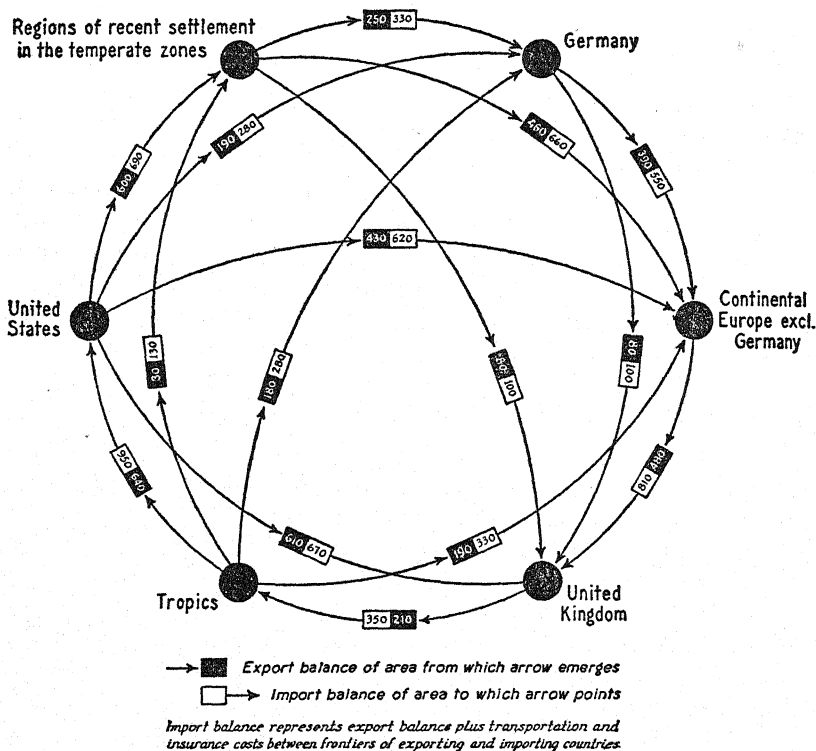 Regions of recent settlement
in the temperate zones
250 330
Germany
190 280
480 660
600 690
390 550
430 620
United
States
Continental
Europe excl.
Germany
30 130
180 280
80 100
80 100
950 640
810 480
610 670
190 330
Tropics
United
Kingdom
350 210
Export balance of area from which arrow emerges
Import balance of area to which arrow points
Import balance represents export balance plus transportation and
insurance costs between frontiers of exporting and importing countries